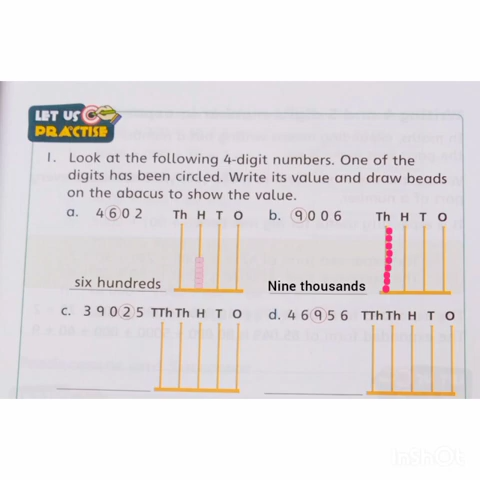 LET US
PRACTISE
1. Look at the following 4-digit numbers. One of the
digits has been circled. Write its value and draw beads
on the abacus to show the value.
a. 4602 Th H T O b. 9006 Th H T O
six hundreds Nine thousands
c. 39025 TTh Th H T O d. 46956 TTh Th H T O
InShOt